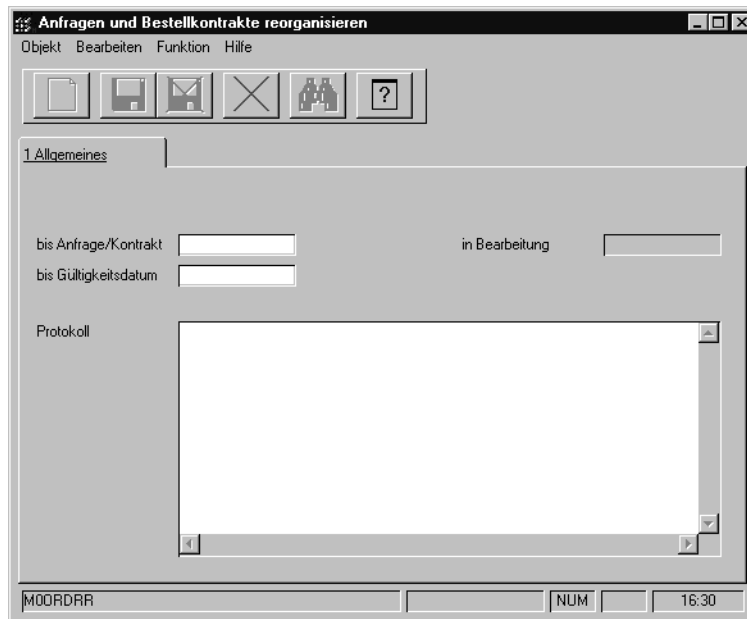 Anfragen und Bestellkontrakte reorganisieren
Objekt Bearbeiten Funktion Hilfe
?
1 Allgemeines
bis Anfrage/Kontrakt in Bearbeitung
bis Gültigkeitsdatum
Protokoll
M00RDRR NUM 16:30